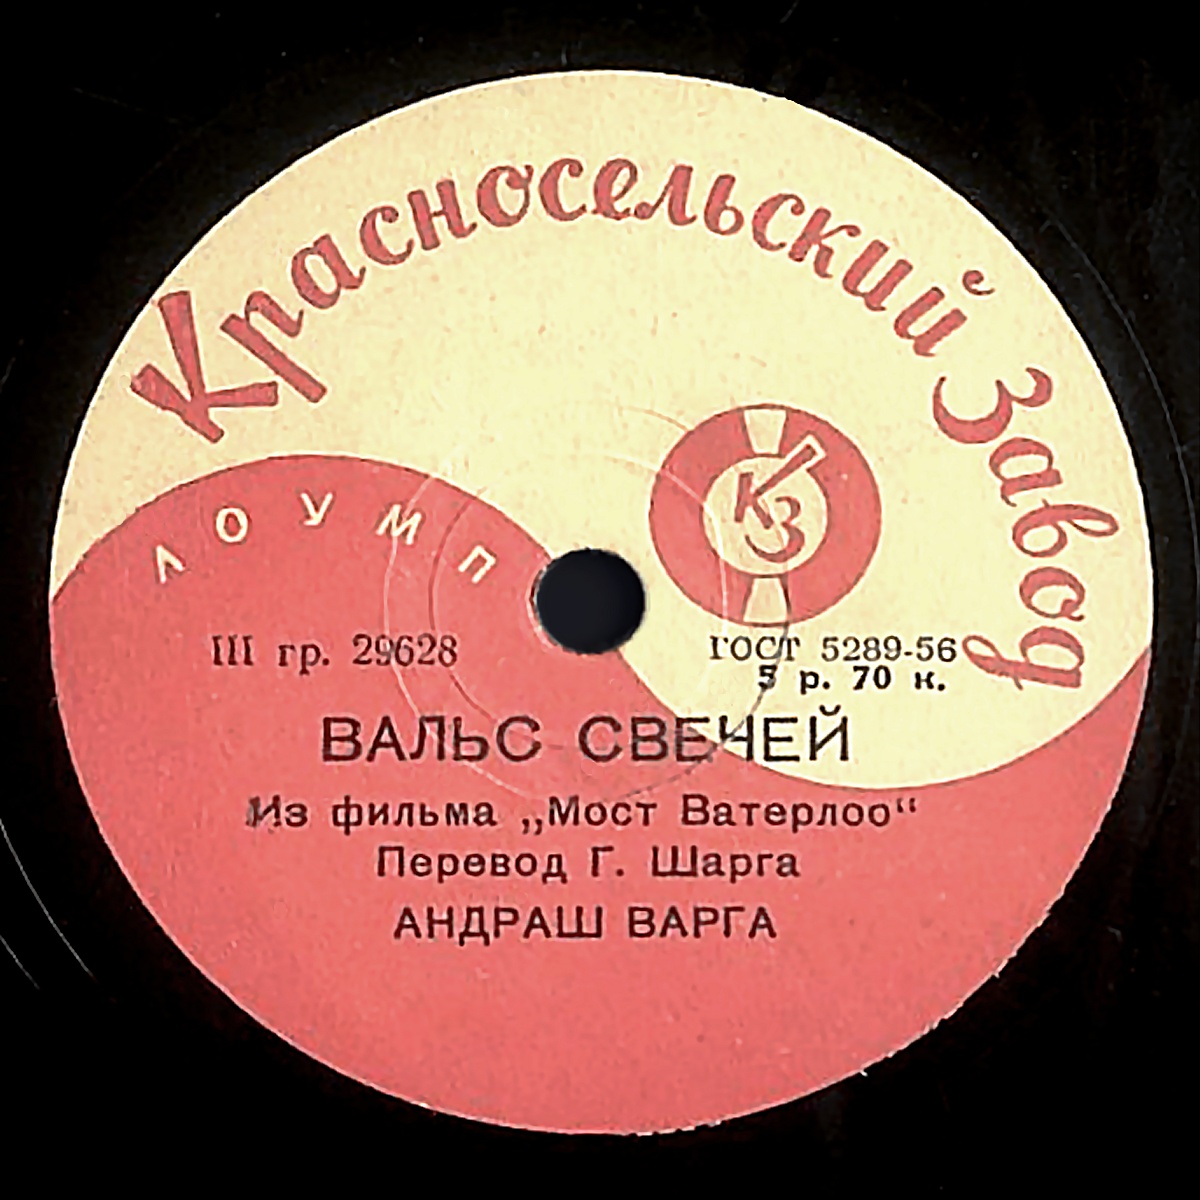 Красносельский Завод
ЛОУМП
КЗ
III гр. 29628
ГОСТ 5289-56
5 р. 70 к.
ВАЛЬС СВЕЧЕЙ
Из фильма „Мост Ватерлоо“
Перевод Г. Шарга
АНДРАШ ВАРГА